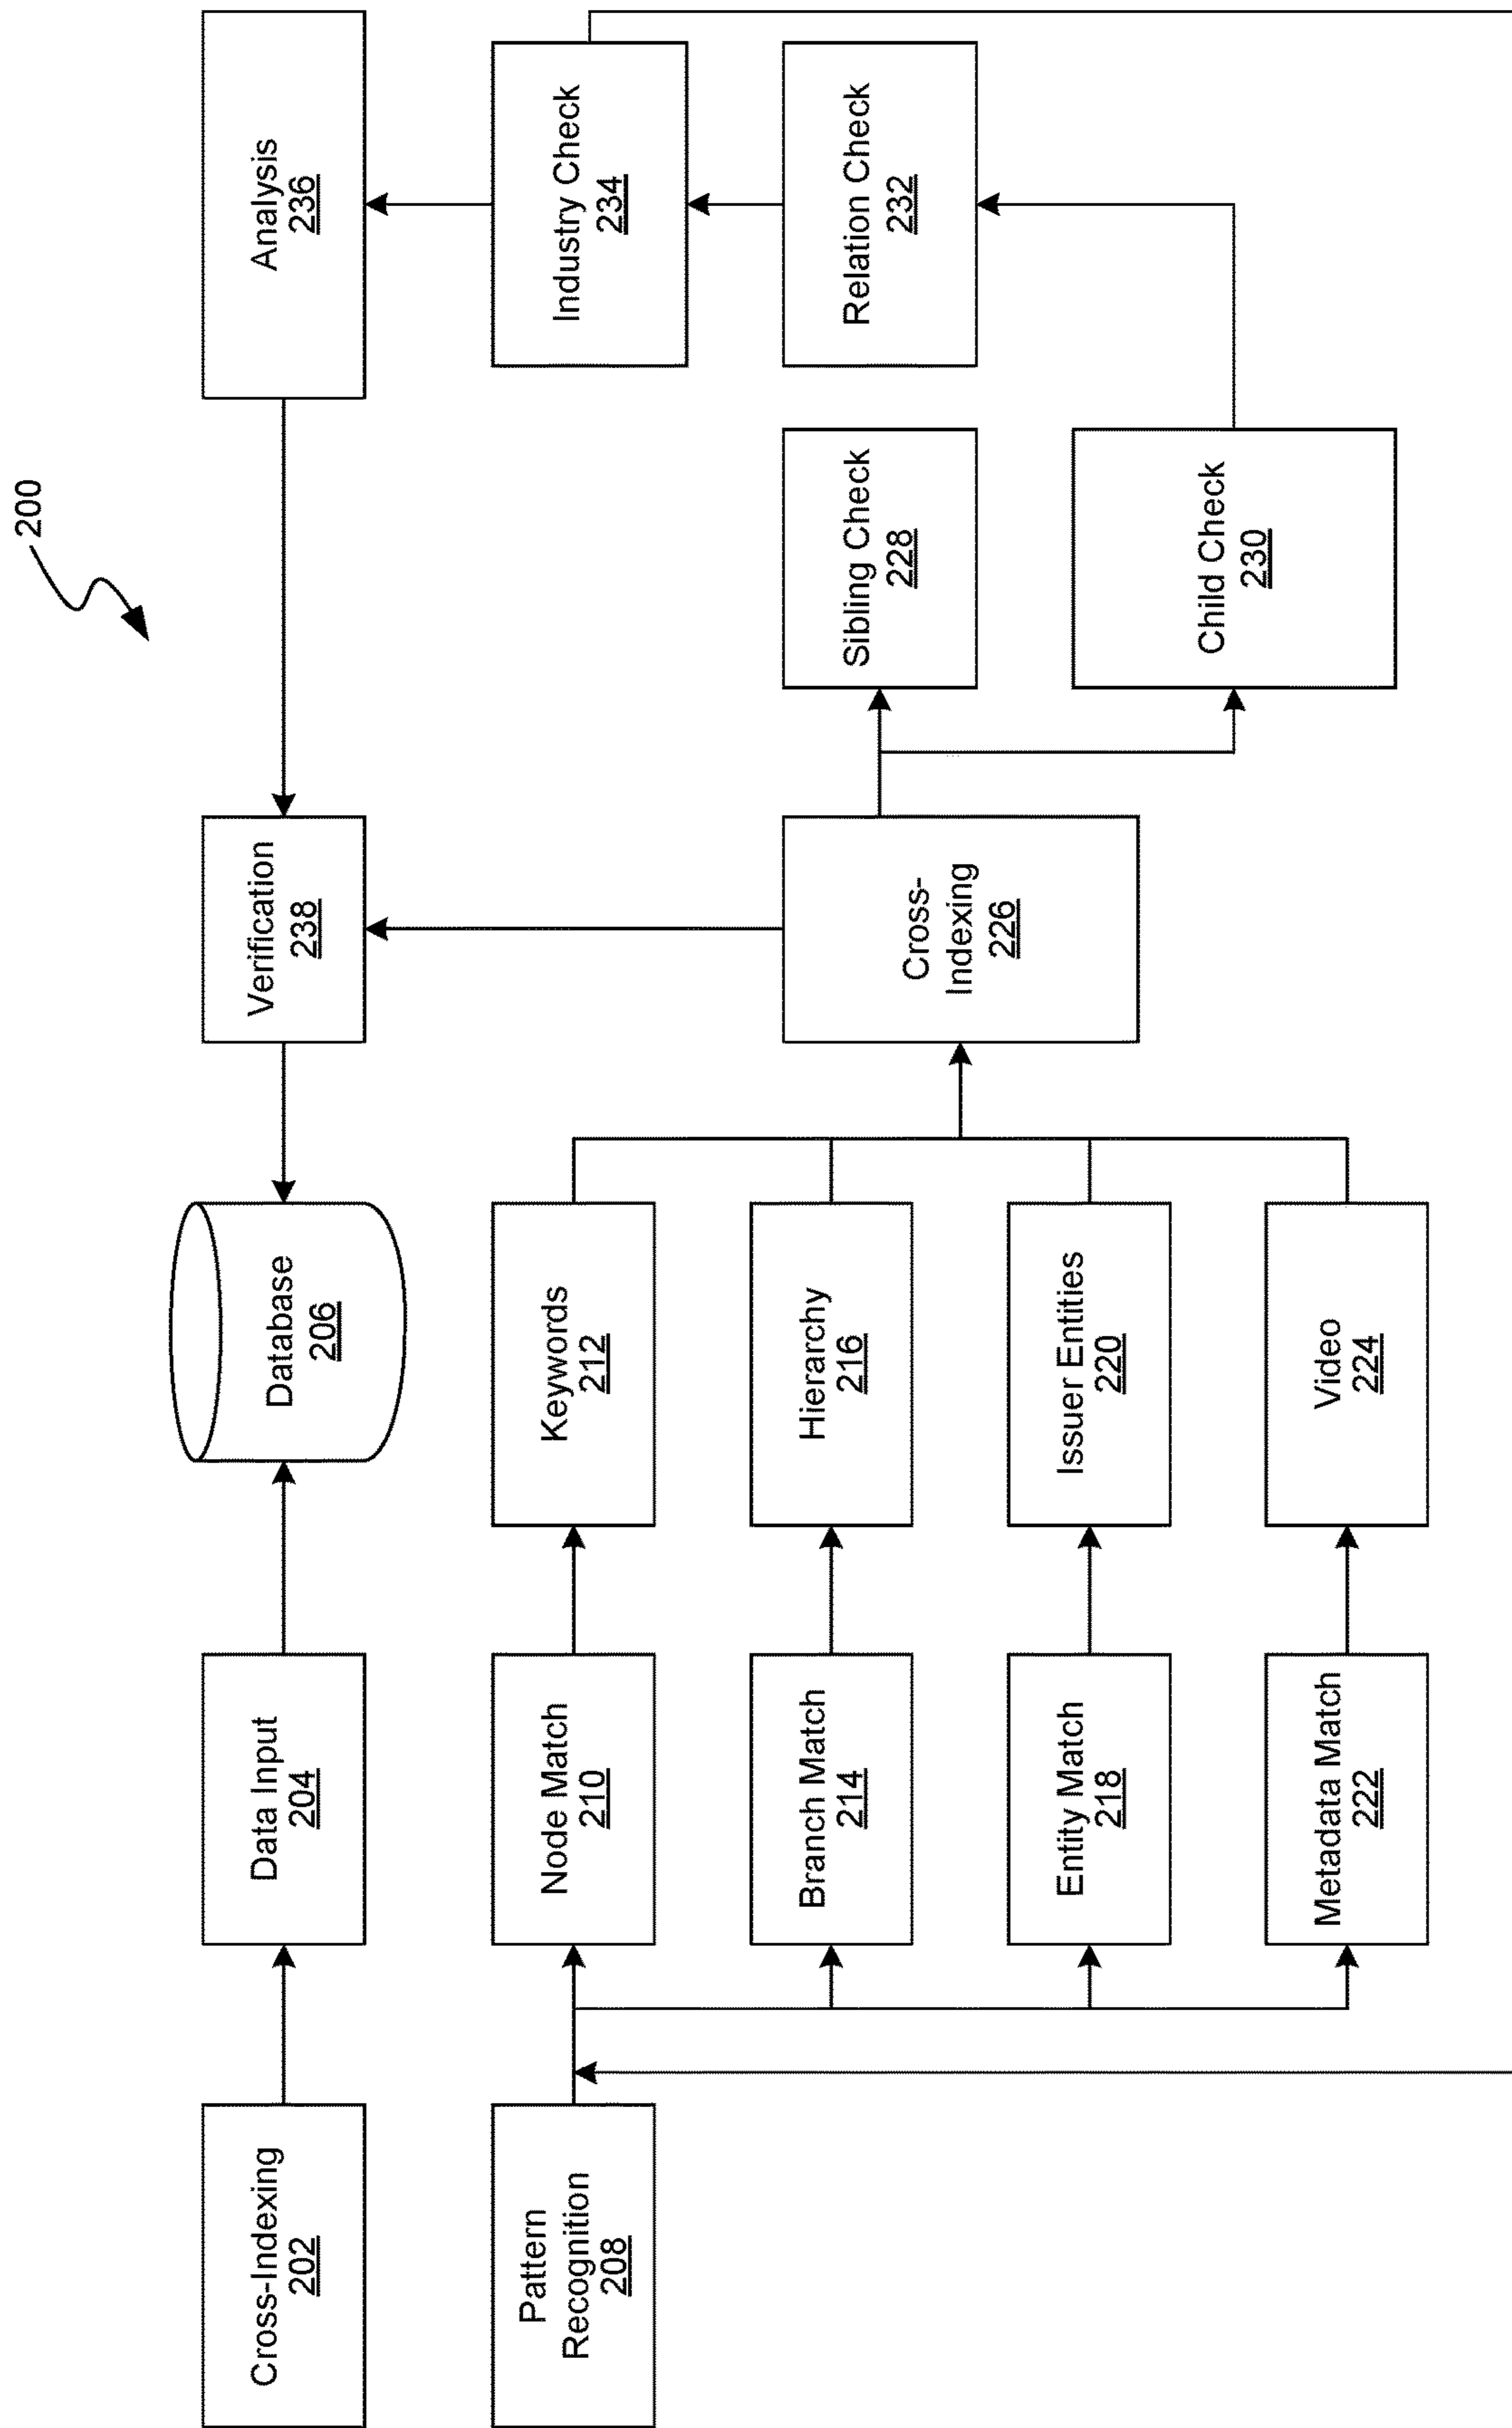 200
Cross-Indexing
202
Data Input
204
Database
206
Verification
238
Analysis
236
Pattern
Recognition
208
Node Match
210
Keywords
212
Industry Check
234
Branch Match
214
Hierarchy
216
Cross-
Indexing
226
Sibling Check
228
Relation Check
232
Entity Match
218
Issuer Entities
220
Child Check
230
Metadata Match
222
Video
224